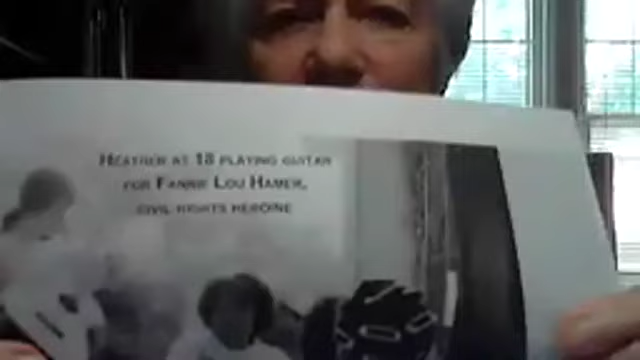 Heather at 18 playing guitar
for Fannie Lou Hamer,
civil rights heroine